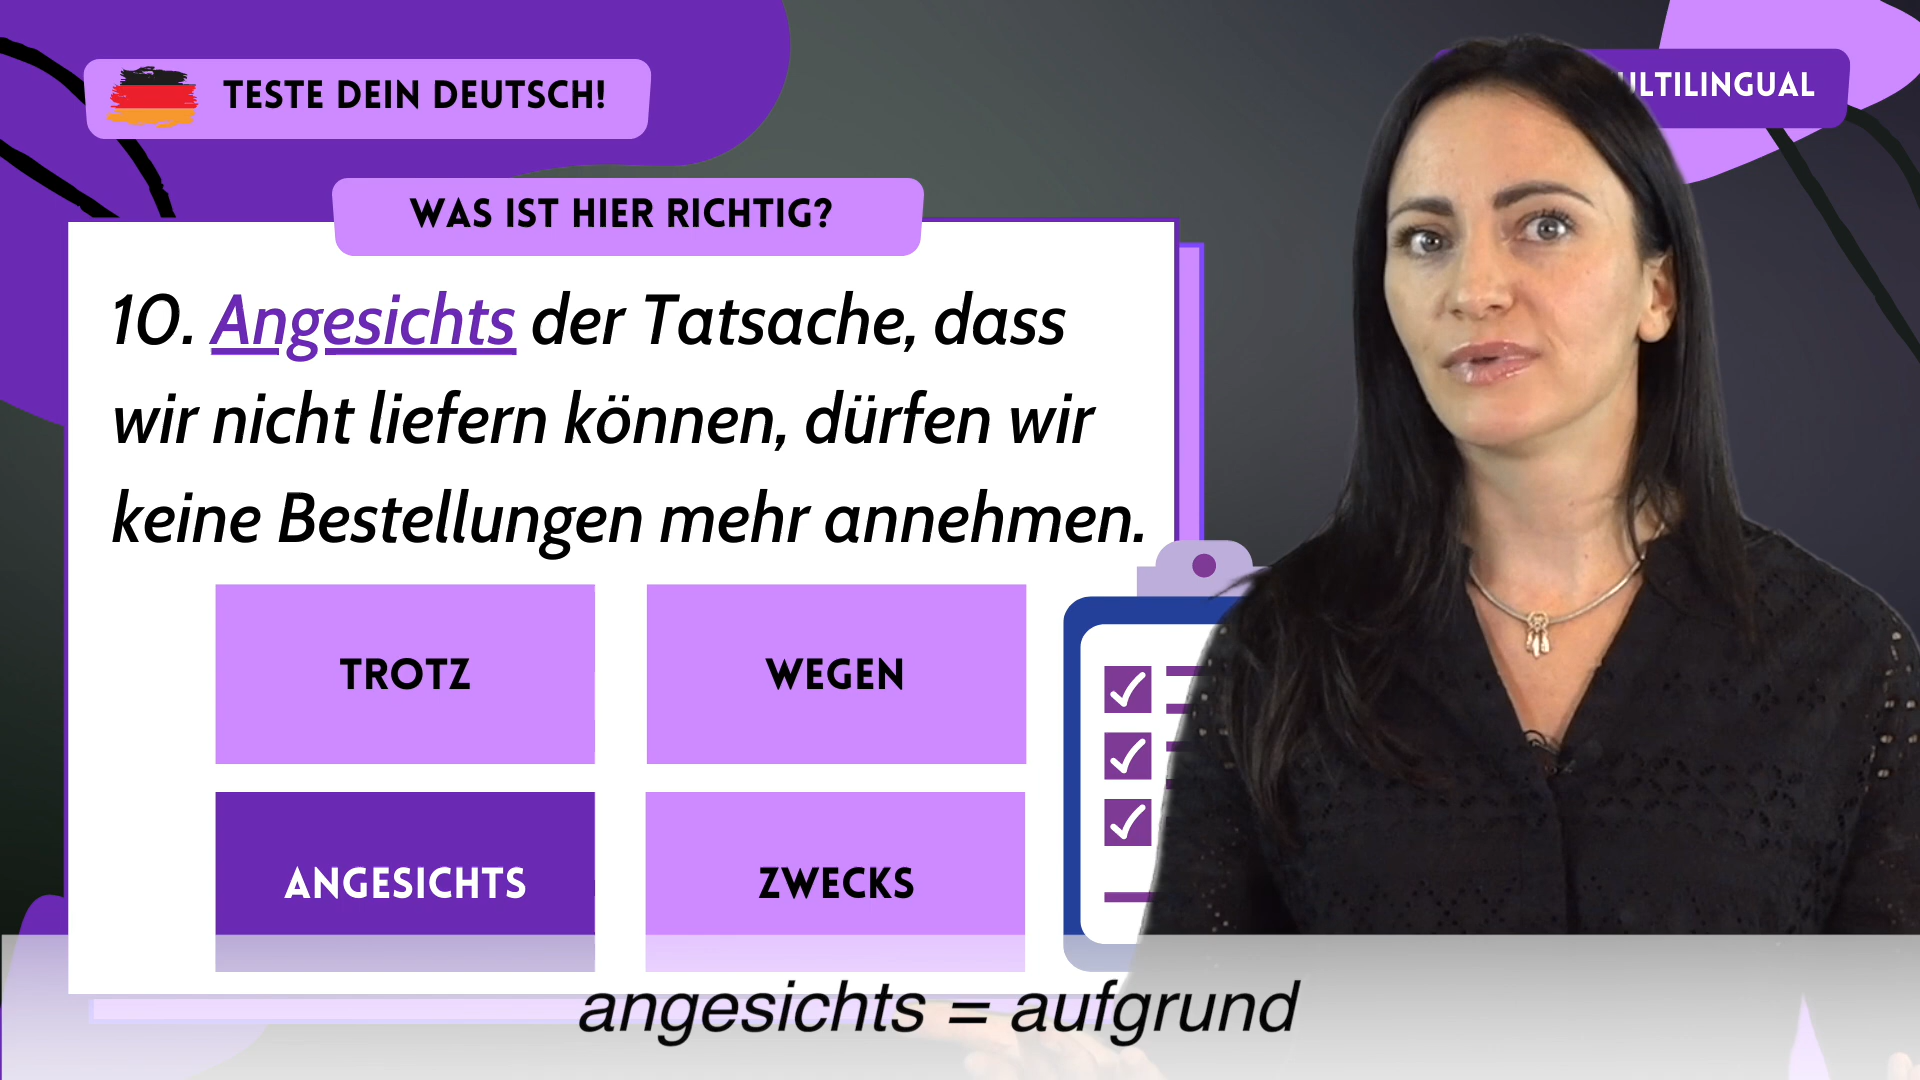 TESTE DEIN DEUTSCH!
ULTILINGUAL
WAS IST HIER RICHTIG?
10. Angesichts der Tatsache, dass
wir nicht liefern können, dürfen wir
keine Bestellungen mehr annehmen.
TROTZ
WEGEN
ANGESICHTS
ZWECKS
angesichts = aufgrund